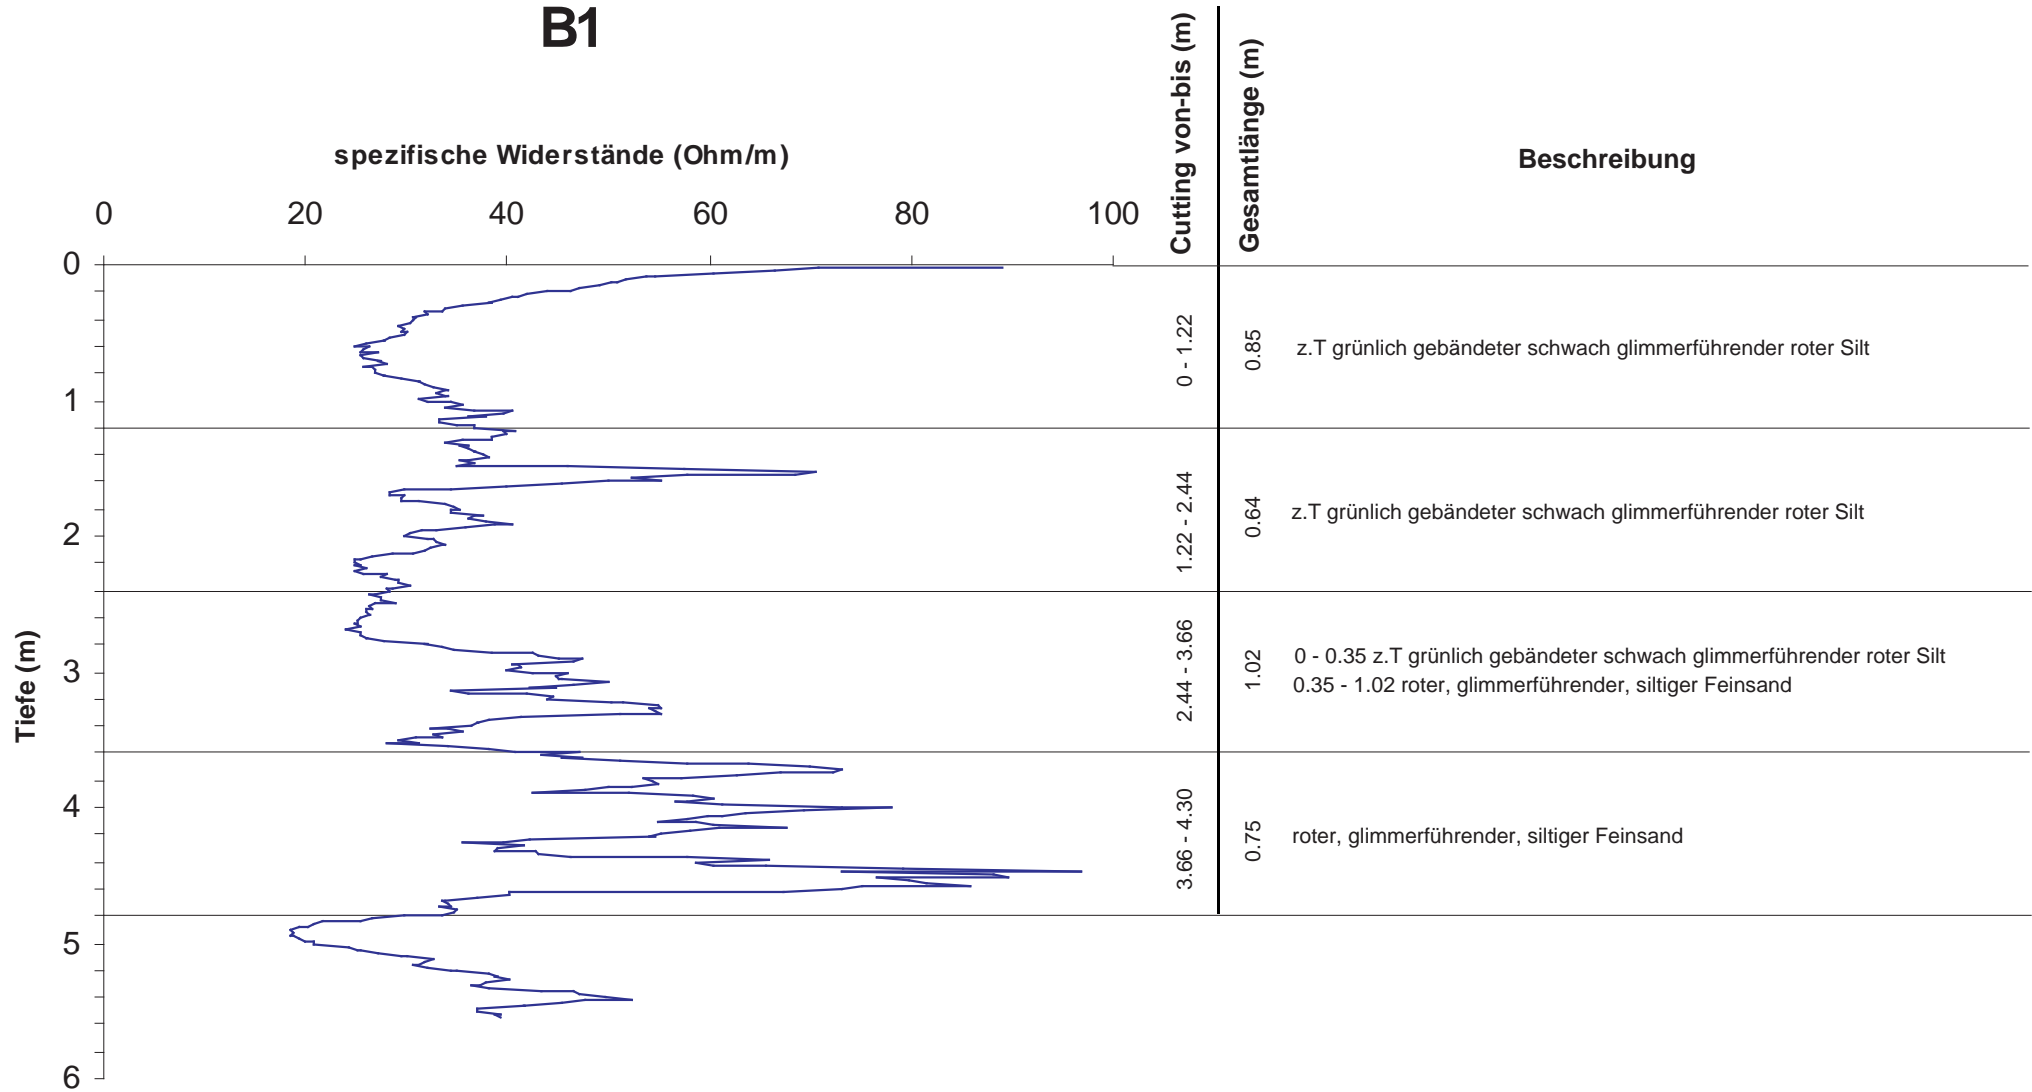 B1
spezifische Widerstände (Ohm/m)
Cutting von-bis (m)
Gesamtlänge (m)
Beschreibung
0 20 40 60 80 100
Tiefe (m)
0
1
2
3
4
5
6
0 - 1.22
0.85
z.T grünlich gebändeter schwach glimmerführender roter Silt
1.22 - 2.44
0.64
z.T grünlich gebändeter schwach glimmerführender roter Silt
2.44 - 3.66
1.02
0 - 0.35 z.T grünlich gebändeter schwach glimmerführender roter Silt
0.35 - 1.02 roter, glimmerführender, siltiger Feinsand
3.66 - 4.30
0.75
roter, glimmerführender, siltiger Feinsand